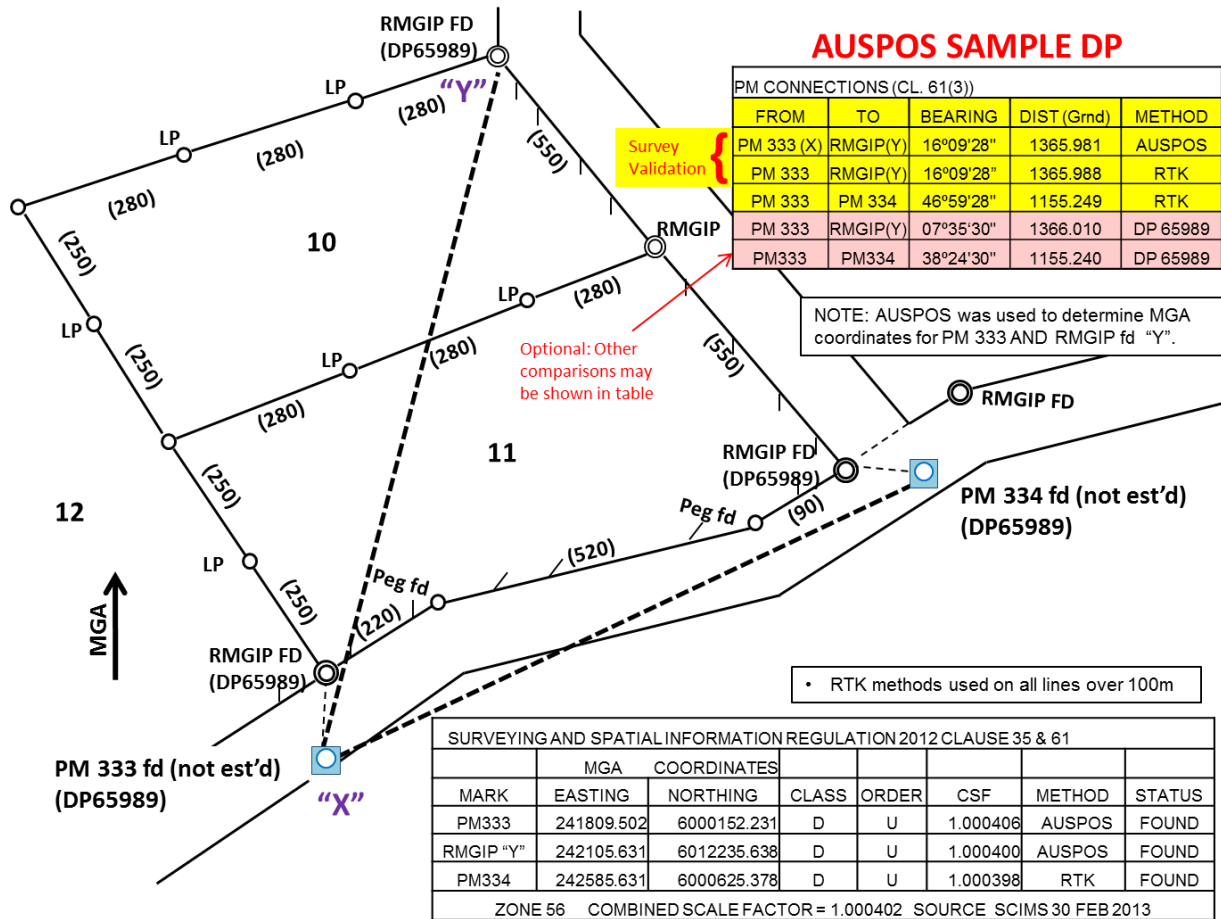 RMGIP FD
(DP65989)
AUSPOS SAMPLE DP
"Y"
PM CONNECTIONS (CL. 61(3))
FROM TO BEARING DIST (Grnd) METHOD
PM 333 (X) RMGIP(Y) 16º09'28" 1365.981 AUSPOS
PM 333 RMGIP(Y) 16º09'28" 1365.988 RTK
PM 333 PM 334 46º59'28" 1155.249 RTK
PM 333 RMGIP(Y) 07º35'30" 1366.010 DP 65989
PM333 PM334 38º24'30" 1155.240 DP 65989
Survey
Validation {
LP
LP
(280)
(280)
(280)
(550)
(250)
10
RMGIP
LP
(280)
LP
(280)
(280)
LP
(250)
(550)
Optional: Other
comparisons may
be shown in table
NOTE: AUSPOS was used to determine MGA
coordinates for PM 333 AND RMGIP fd "Y".
RMGIP FD
11
RMGIP FD
(DP65989)
12
(250)
PM 334 fd (not est'd)
(DP65989)
Peg fd
(90)
LP
(520)
Peg fd
(250)
(220)
MGA
RMGIP FD
(DP65989)
• RTK methods used on all lines over 100m
PM 333 fd (not est'd)
(DP65989)
"X"
SURVEYING AND SPATIAL INFORMATION REGULATION 2012 CLAUSE 35 & 61
MGA COORDINATES
MARK EASTING NORTHING CLASS ORDER CSF METHOD STATUS
PM333 241809.502 6000152.231 D U 1.000406 AUSPOS FOUND
RMGIP "Y" 242105.631 6012235.638 D U 1.000400 AUSPOS FOUND
PM334 242585.631 6000625.378 D U 1.000398 RTK FOUND
ZONE 56 COMBINED SCALE FACTOR = 1.000402 SOURCE SCIMS 30 FEB 2013